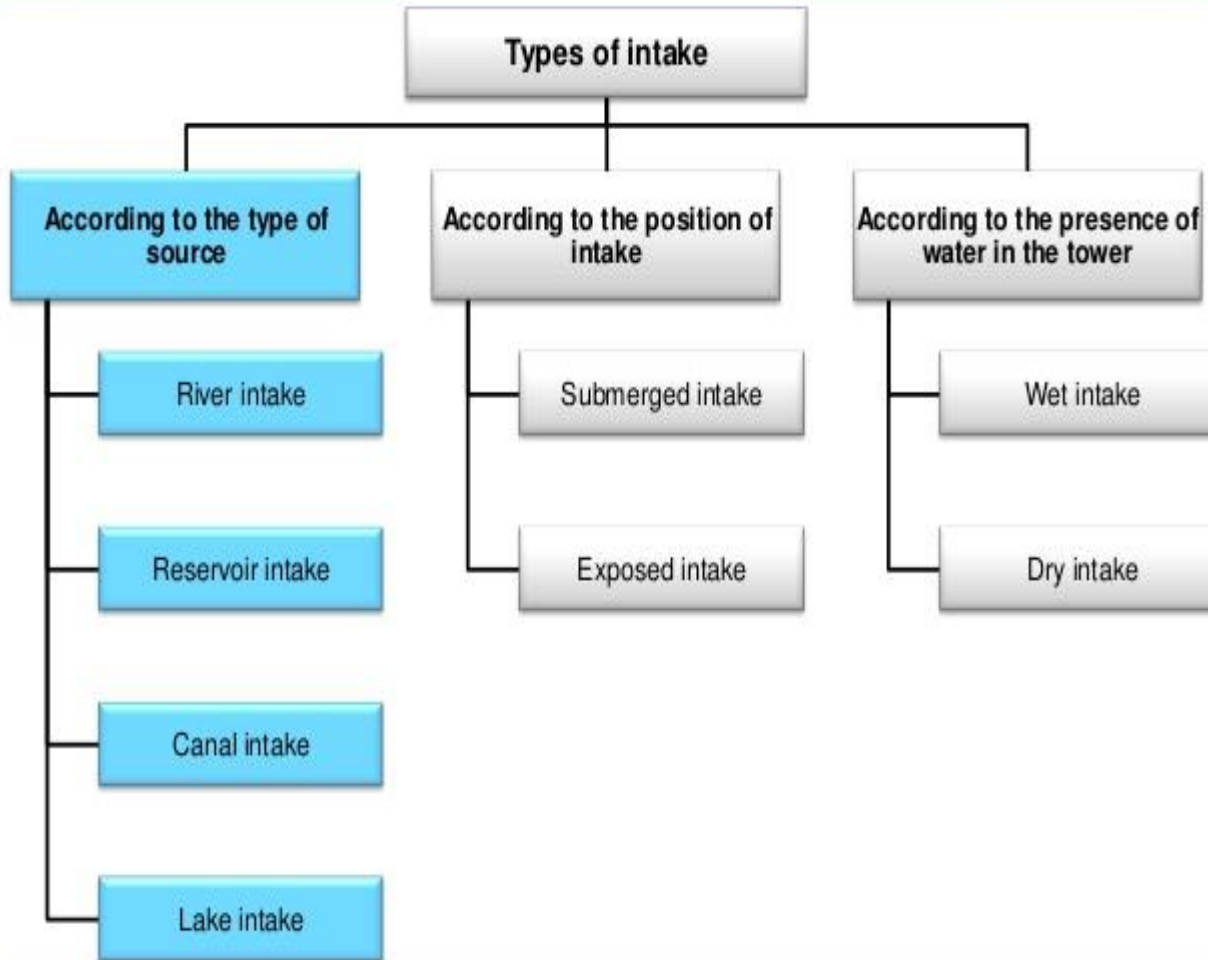 Types of intake
According to the type of
source
River intake
Reservoir intake
Canal intake
Lake intake
According to the position of
intake
Submerged intake
Exposed intake
According to the presence of
water in the tower
Wet intake
Dry intake